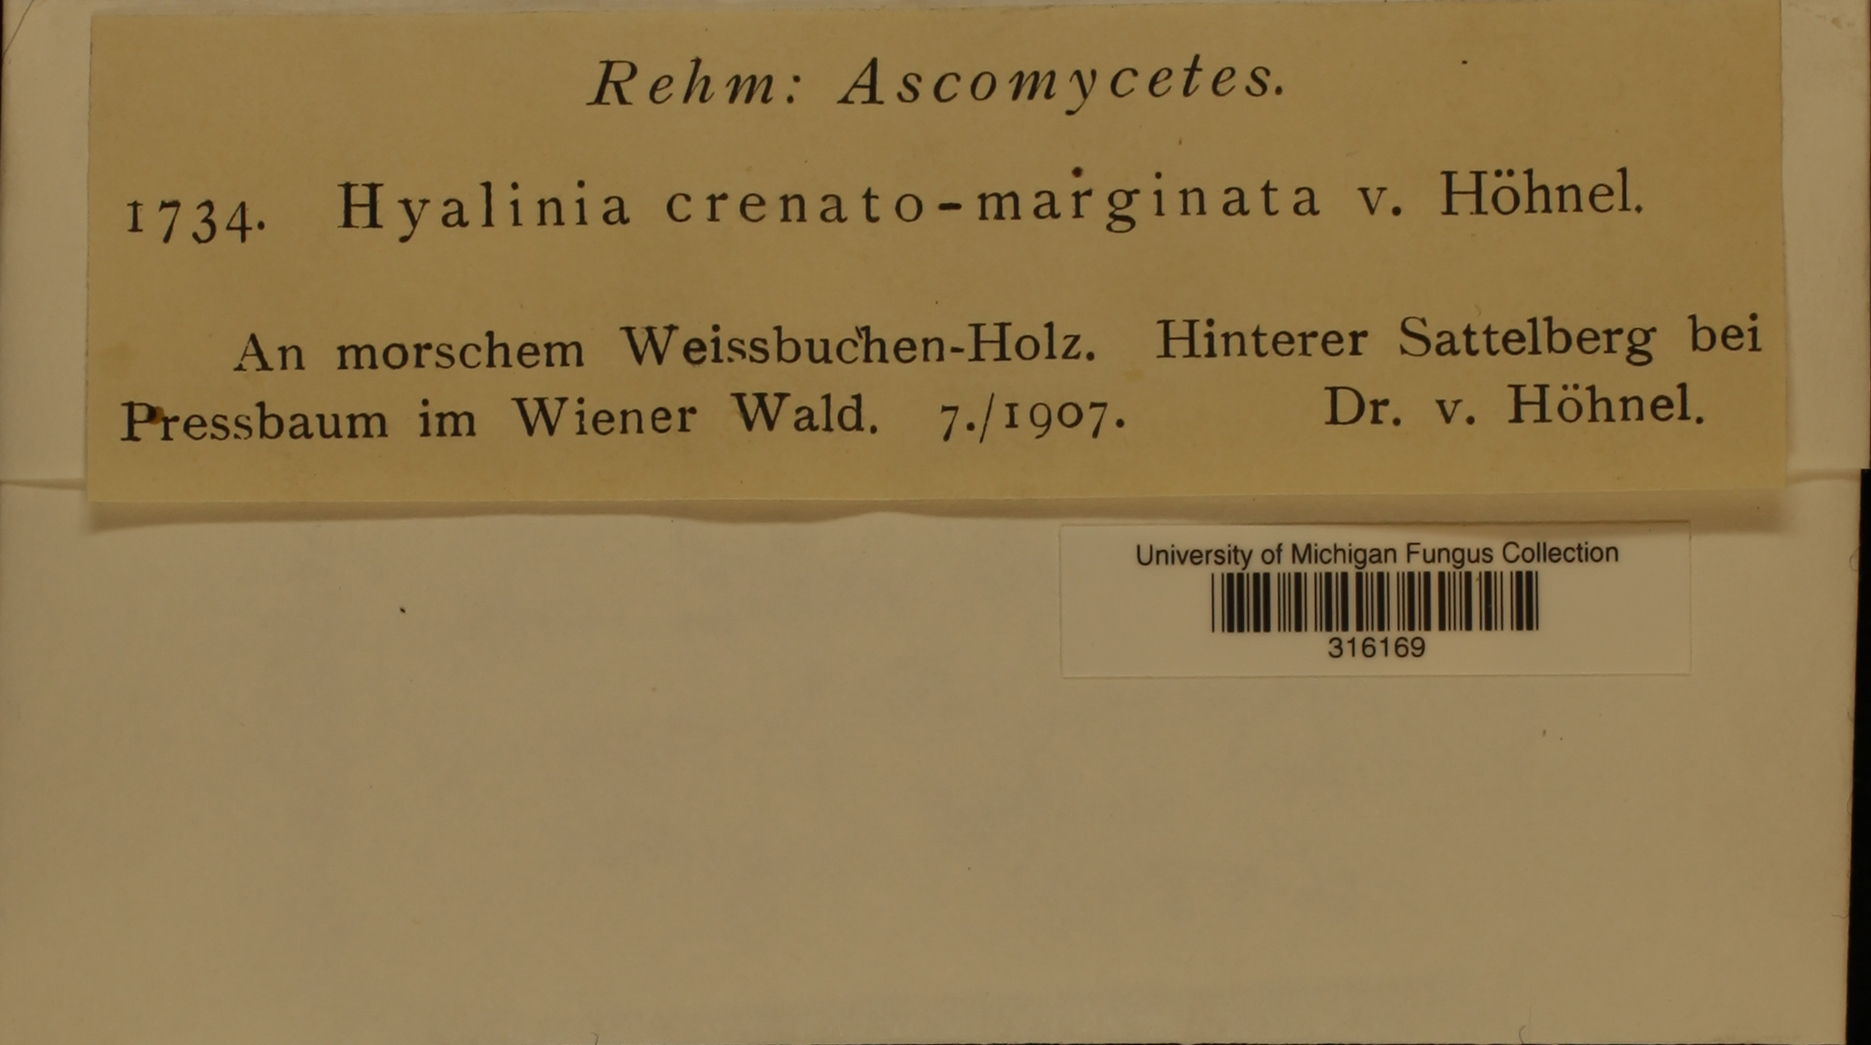 Rehm: Ascomycetes.
1734. Hyalinia crenato-marginata v. Höhnel.
An morschem Weissbuchen-Holz. Hinterer Sattelberg bei
Pressbaum im Wiener Wald. 7./1907. Dr. v. Höhnel.
University of Michigan Fungus Collection
316169